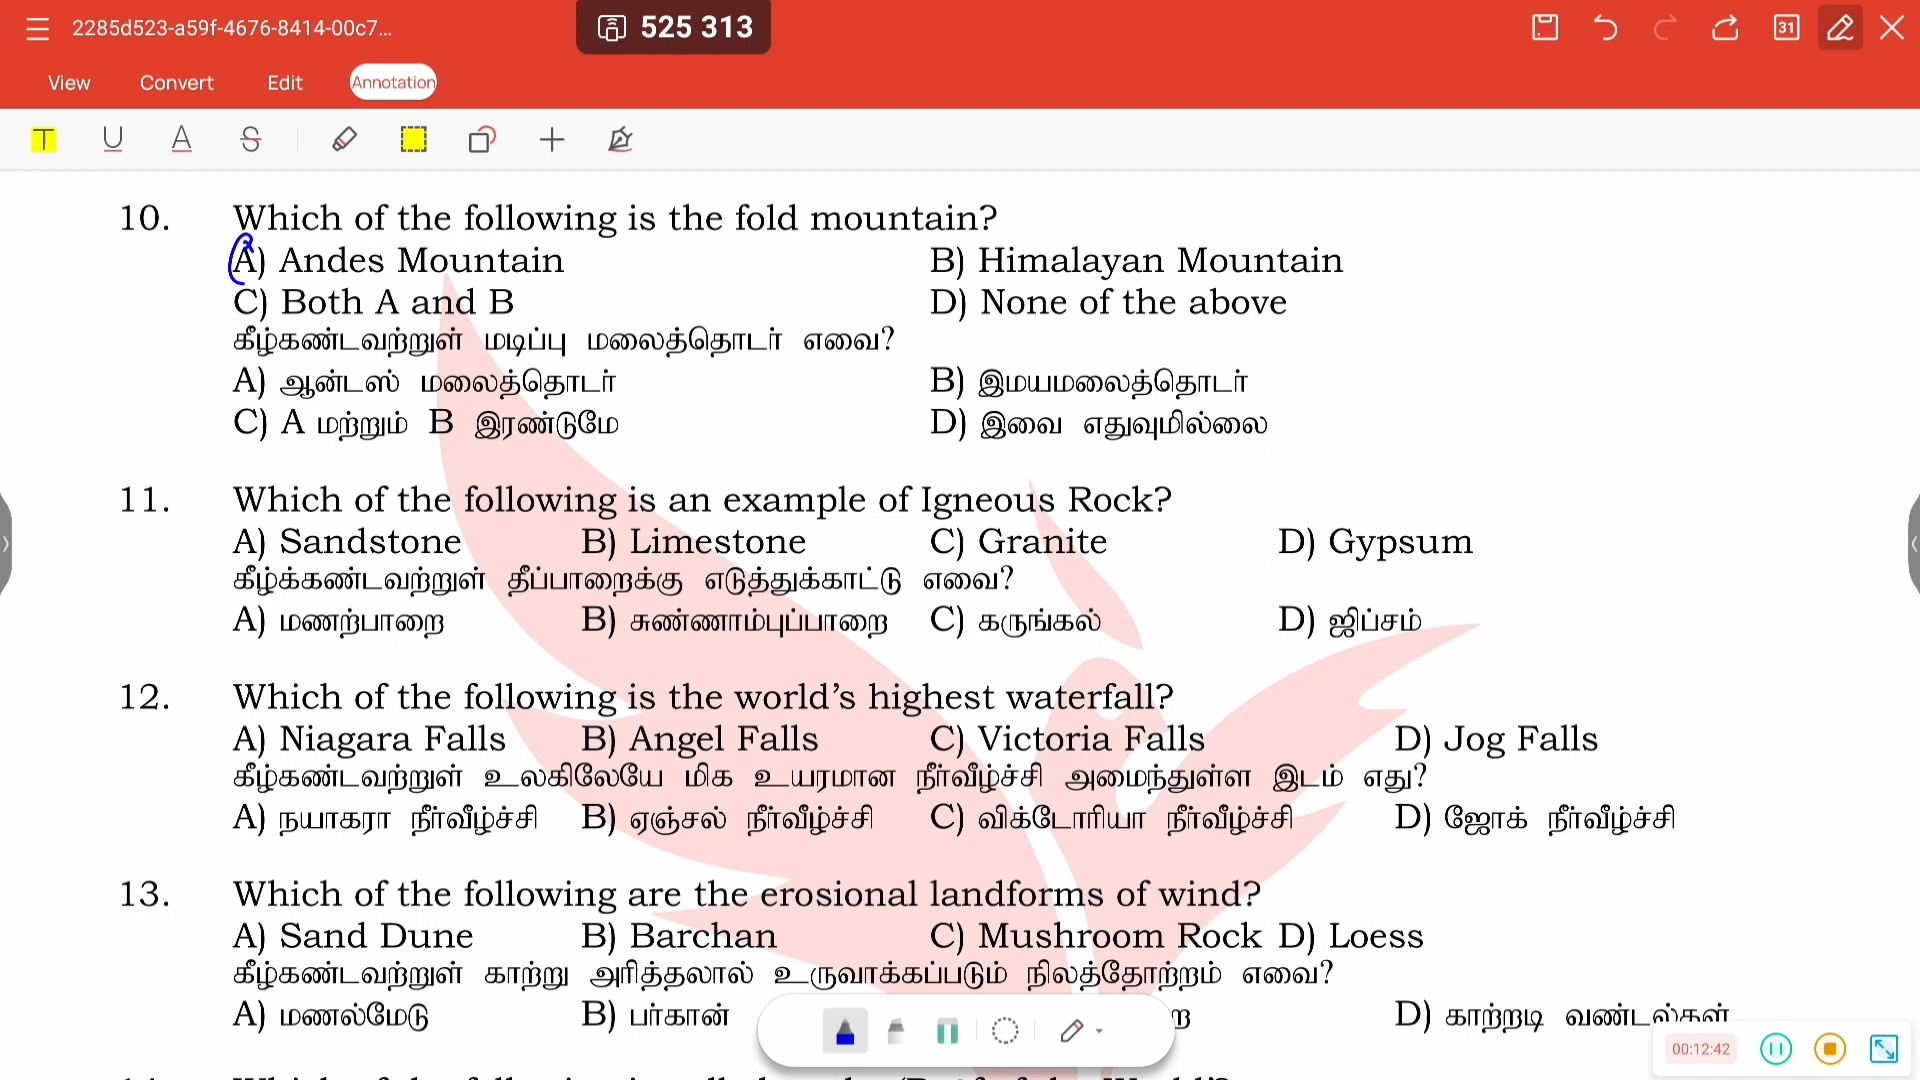 2285d523-a59f-4676-8414-00c7...
525 313
31
View Convert Edit Annotation
T U A S
10. Which of the following is the fold mountain?
A) Andes Mountain B) Himalayan Mountain
C) Both A and B D) None of the above
கீழ்கண்டவற்றுள் மடிப்பு மலைத்தொடர் எவை?
A) ஆன்டஸ் மலைத்தொடர் B) இமயமலைத்தொடர்
C) A மற்றும் B இரண்டுமே D) இவை எதுவுமில்லை
11. Which of the following is an example of Igneous Rock?
A) Sandstone B) Limestone C) Granite D) Gypsum
கீழ்க்கண்டவற்றுள் தீப்பாறைக்கு எடுத்துக்காட்டு எவை?
A) மணற்பாறை B) சுண்ணாம்புப்பாறை C) கருங்கல் D) ஜிப்சம்
12. Which of the following is the world’s highest waterfall?
A) Niagara Falls B) Angel Falls C) Victoria Falls D) Jog Falls
கீழ்கண்டவற்றுள் உலகிலேயே மிக உயரமான நீர்வீழ்ச்சி அமைந்துள்ள இடம் எது?
A) நயாகரா நீர்வீழ்ச்சி B) ஏஞ்சல் நீர்வீழ்ச்சி C) விக்டோரியா நீர்வீழ்ச்சி D) ஜோக் நீர்வீழ்ச்சி
13. Which of the following are the erosional landforms of wind?
A) Sand Dune B) Barchan C) Mushroom Rock D) Loess
கீழ்கண்டவற்றுள் காற்று அரித்தலால் உருவாக்கப்படும் நிலத்தோற்றம் எவை?
A) மணல்மேடு B) பர்கான் D) காற்றடி வண்டல்கள்
00:12:42